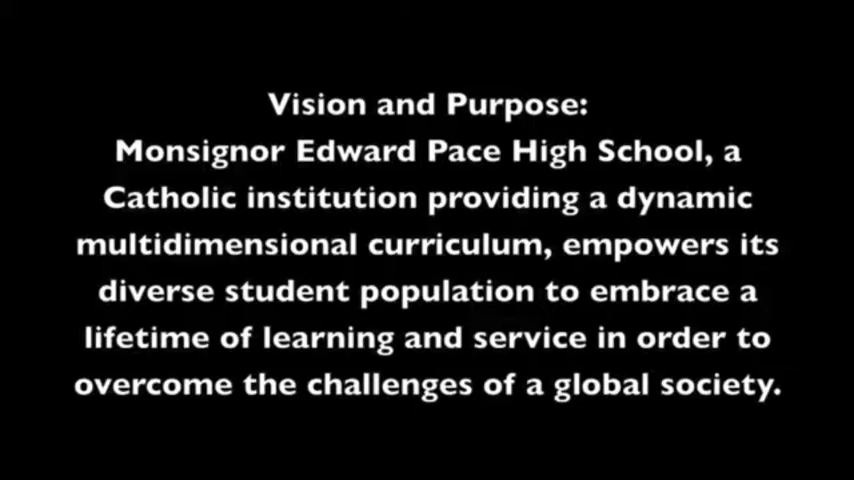 Vision and Purpose:
Monsignor Edward Pace High School, a
Catholic institution providing a dynamic
multidimensional curriculum, empowers its
diverse student population to embrace a
lifetime of learning and service in order to
overcome the challenges of a global society.